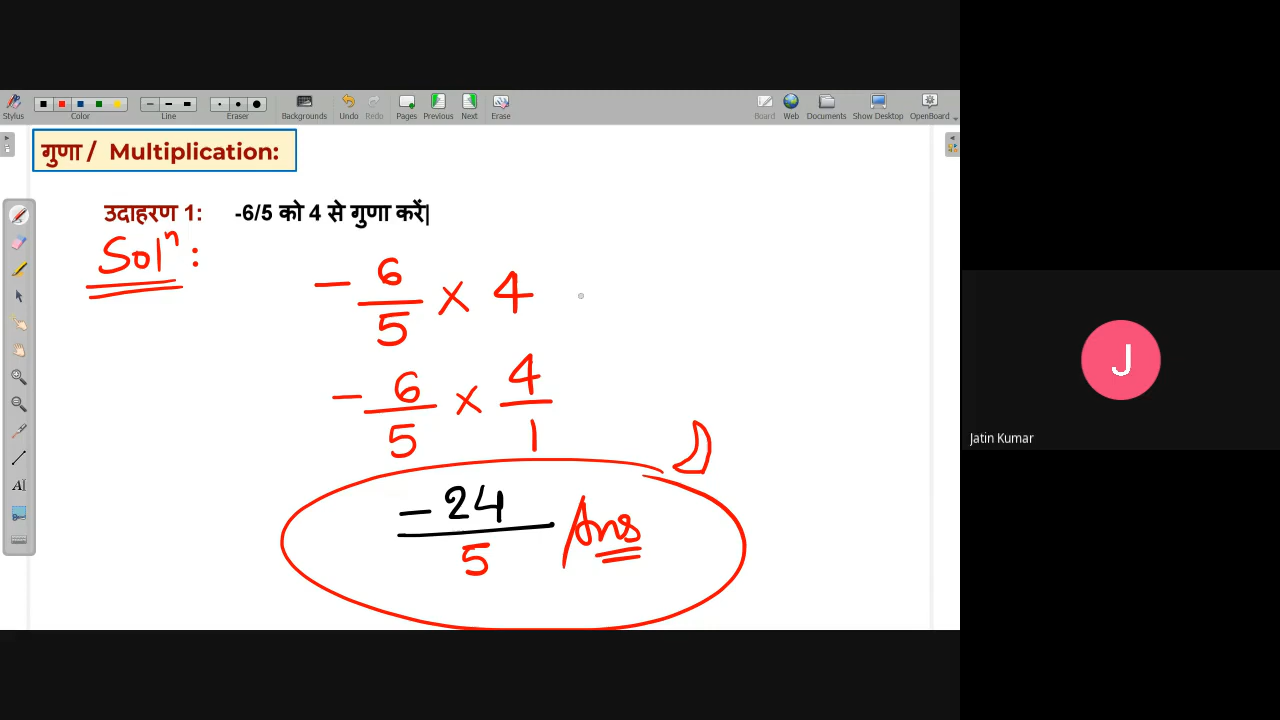 Stylus Color Line Eraser Backgrounds Undo Redo Pages Previous Next Erase Board Web Documents Show Desktop OpenBoard
गुणा / Multiplication:
उदाहरण 1: -6/5 को 4 से गुणा करें|
Solⁿ :
- 6/5 × 4
- 6/5 × 4/1
-24/5 Ans
J
Jatin Kumar